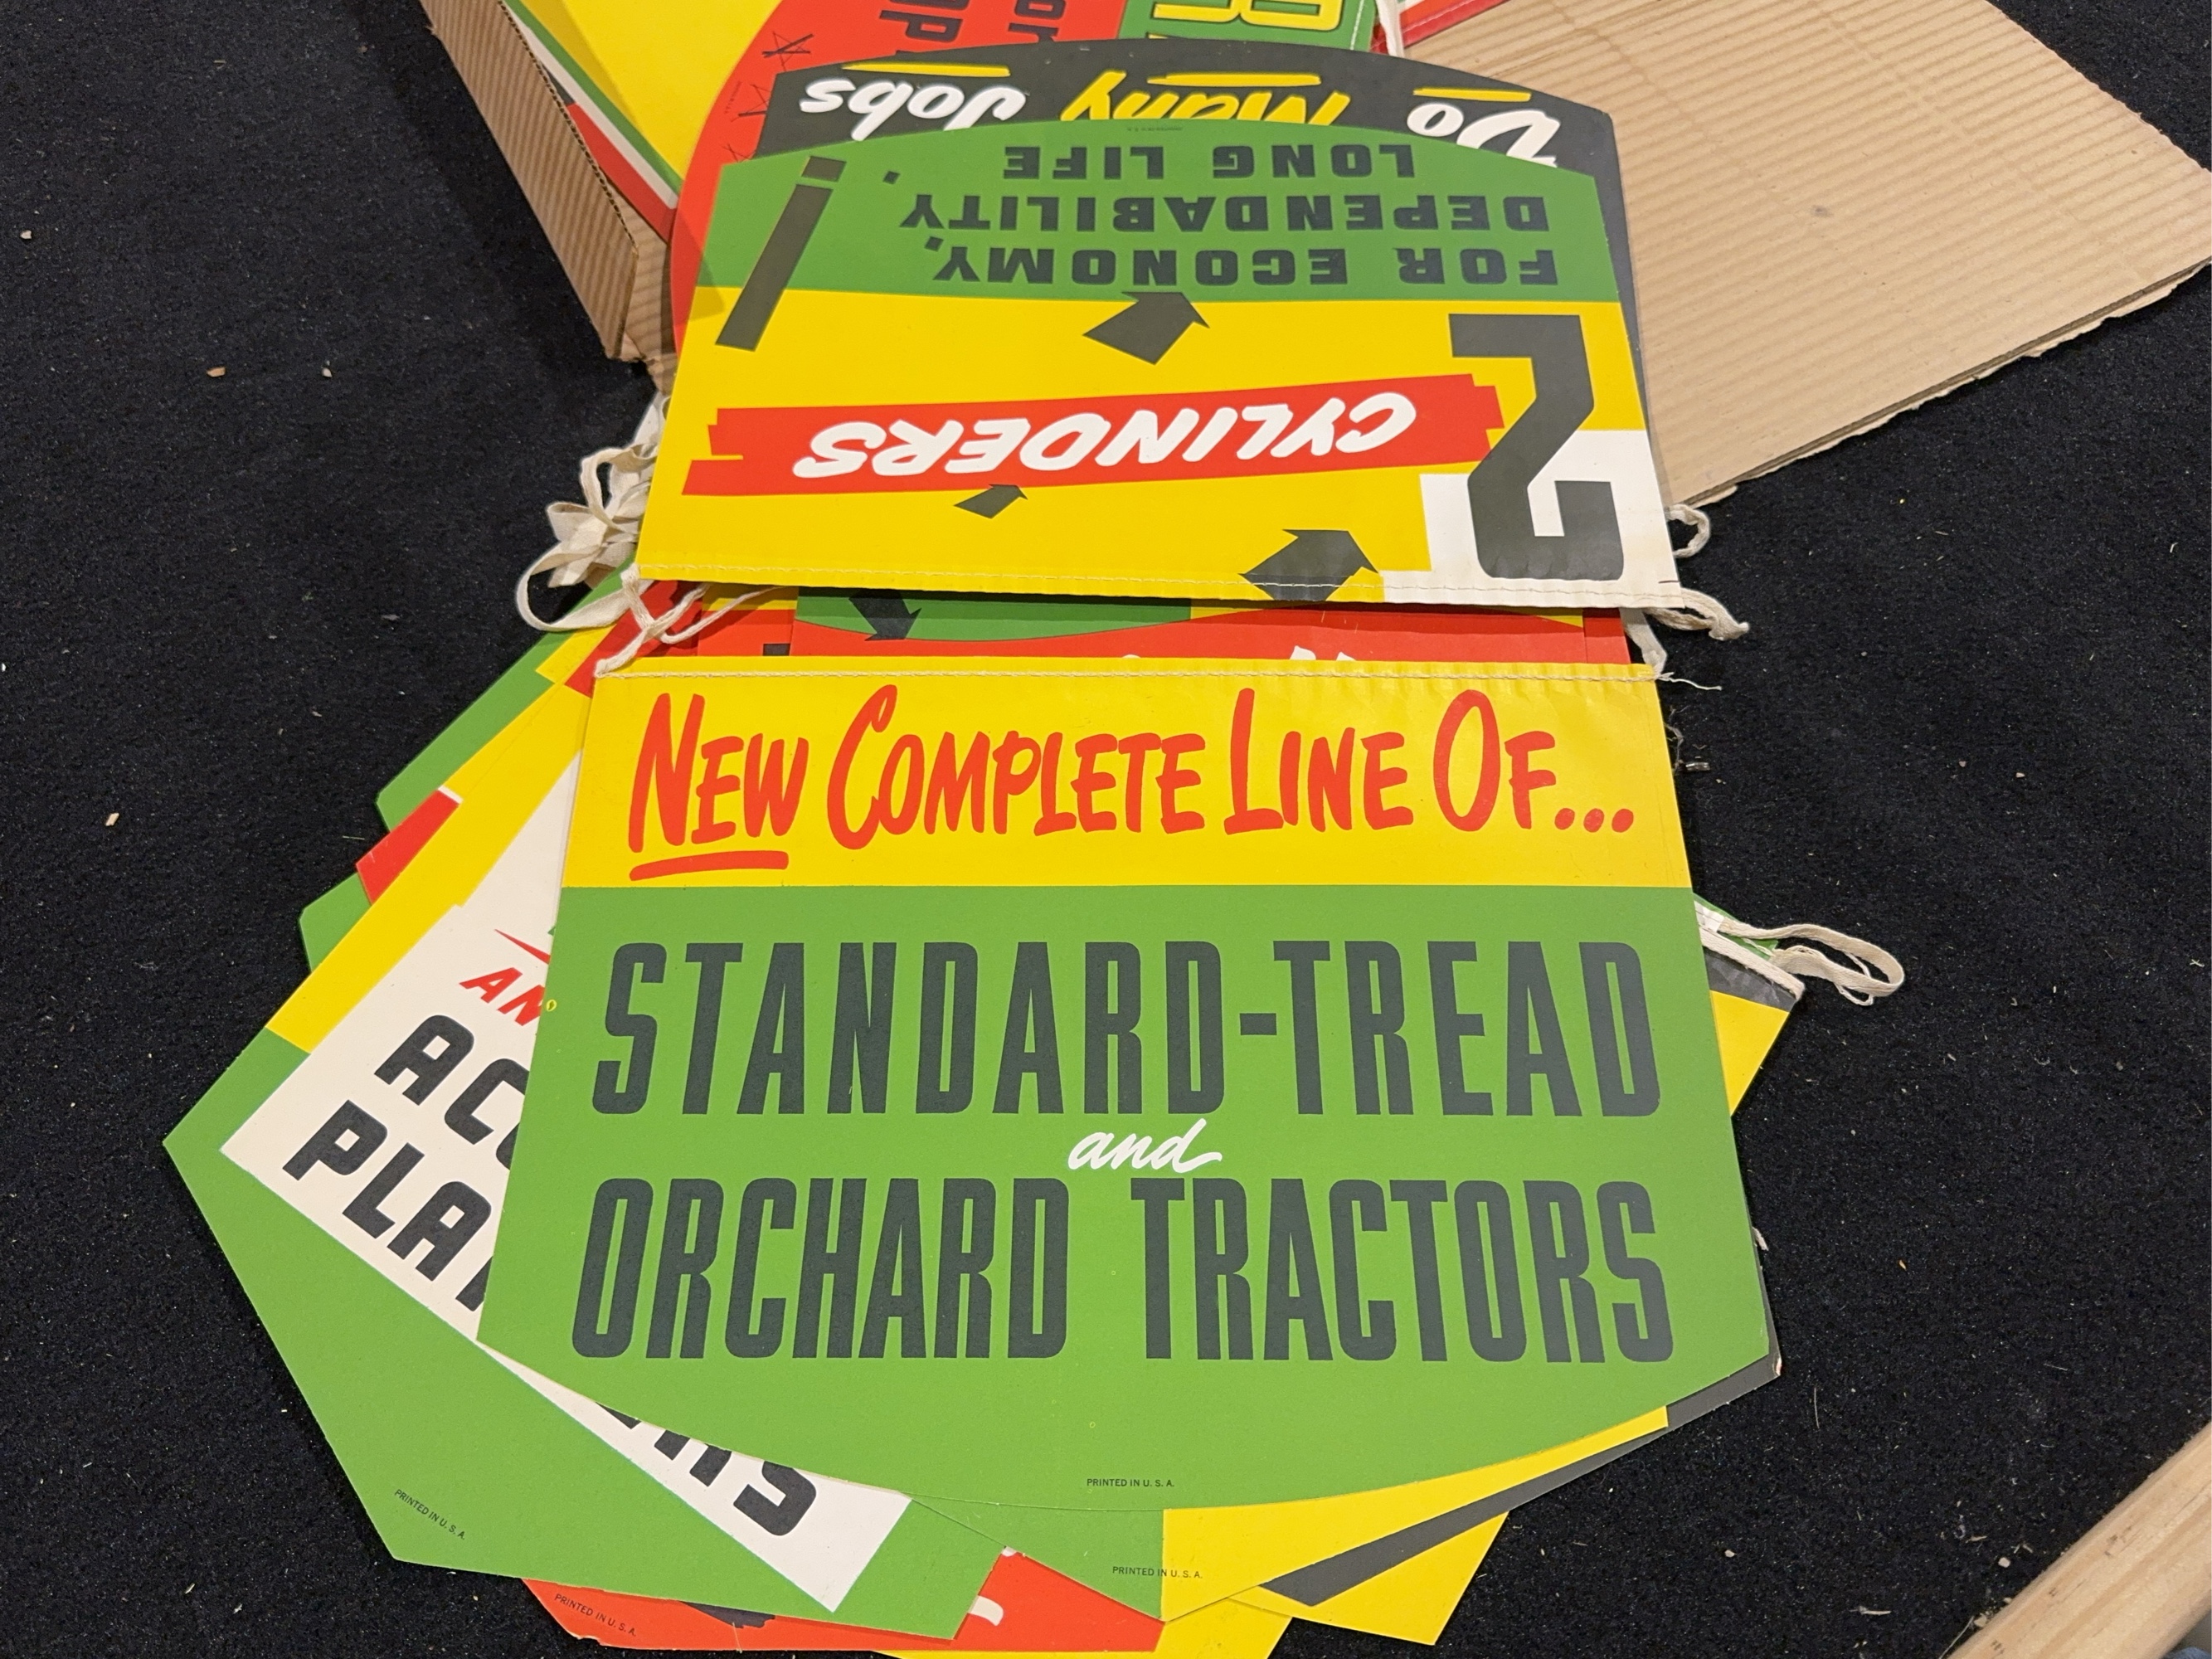 Do Many Jobs
2 CYLINDERS
FOR ECONOMY,
DEPENDABILITY,
LONG LIFE !
NEW COMPLETE LINE OF...
STANDARD-TREAD
and
ORCHARD TRACTORS
PRINTED IN U. S. A.
PRINTED IN U. S. A.
PRINTED IN U. S. A.
PRINTED IN U. S. A.